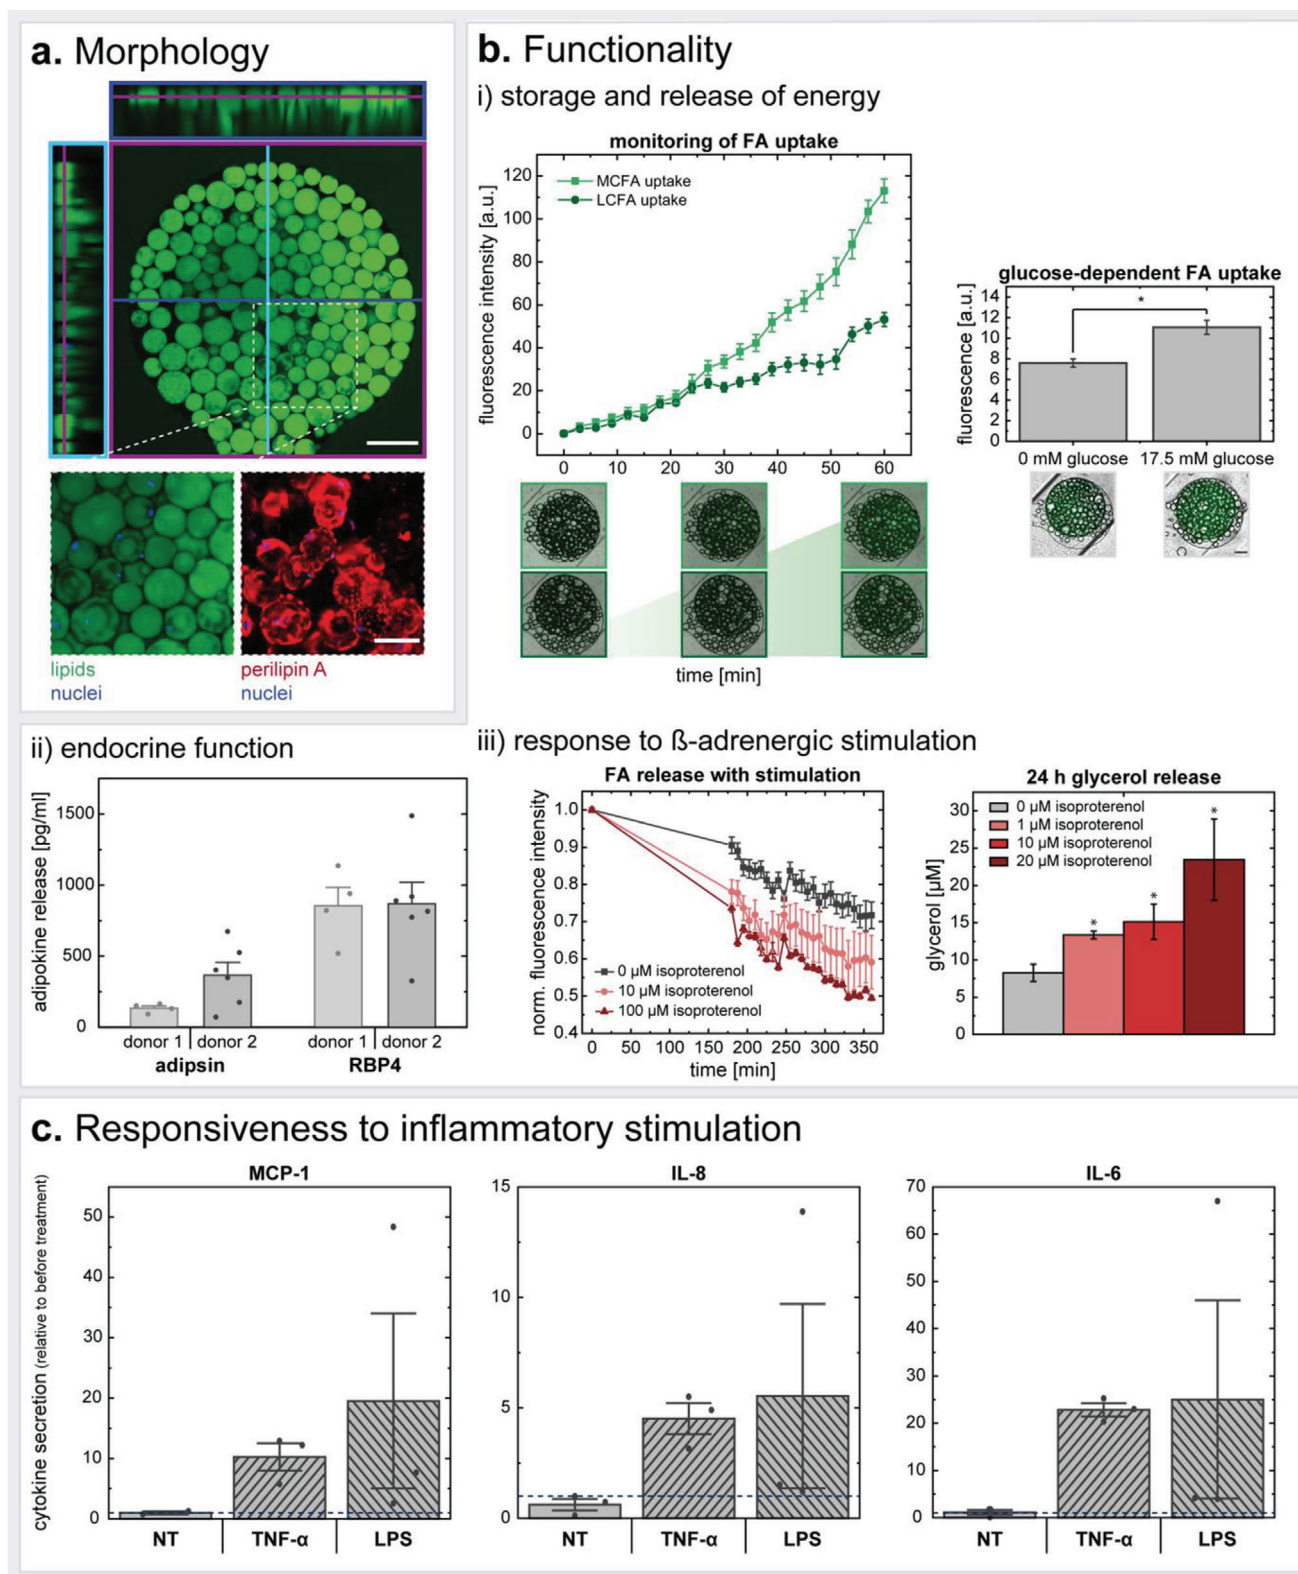 a. Morphology
lipids
nuclei
perilipin A
nuclei
b. Functionality
i) storage and release of energy
monitoring of FA uptake
fluorescence intensity [a.u.]
120
100
80
60
40
20
0
MCFA uptake
LCFA uptake
0 10 20 30 40 50 60
time [min]
glucose-dependent FA uptake
fluorescence [a.u.]
14
12
10
8
6
4
2
0
*
0 mM glucose 17.5 mM glucose
ii) endocrine function
adipokine release [pg/ml]
1500
1000
500
0
donor 1 donor 2 donor 1 donor 2
adipsin RBP4
iii) response to ß-adrenergic stimulation
FA release with stimulation
norm. fluorescence intensity
1.0
0.9
0.8
0.7
0.6
0.5
0.4
0 µM isoproterenol
10 µM isoproterenol
100 µM isoproterenol
0 50 100 150 200 250 300 350
time [min]
24 h glycerol release
glycerol [µM]
30
25
20
15
10
5
0
0 µM isoproterenol
1 µM isoproterenol
10 µM isoproterenol
20 µM isoproterenol
* * *
c. Responsiveness to inflammatory stimulation
cytokine secretion (relative to before treatment)
MCP-1
50
40
30
20
10
0
NT TNF-α LPS
IL-8
15
10
5
0
NT TNF-α LPS
IL-6
70
60
50
40
30
20
10
0
NT TNF-α LPS